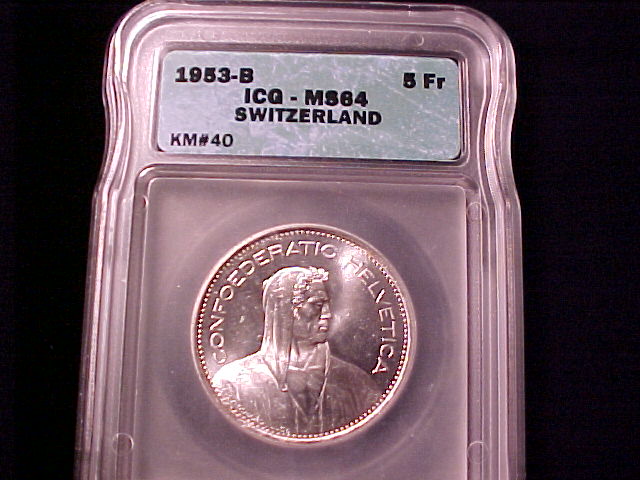 1953-B 5 Fr
ICG - MS64
SWITZERLAND
KM#40
CONFOEDERATIO HELVETICA